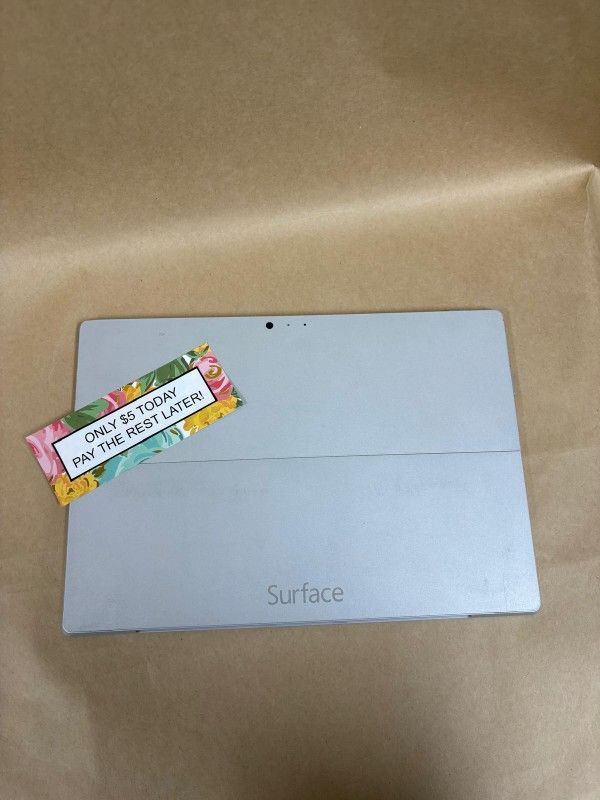 ONLY $5 TODAY
PAY THE REST LATER!
Surface